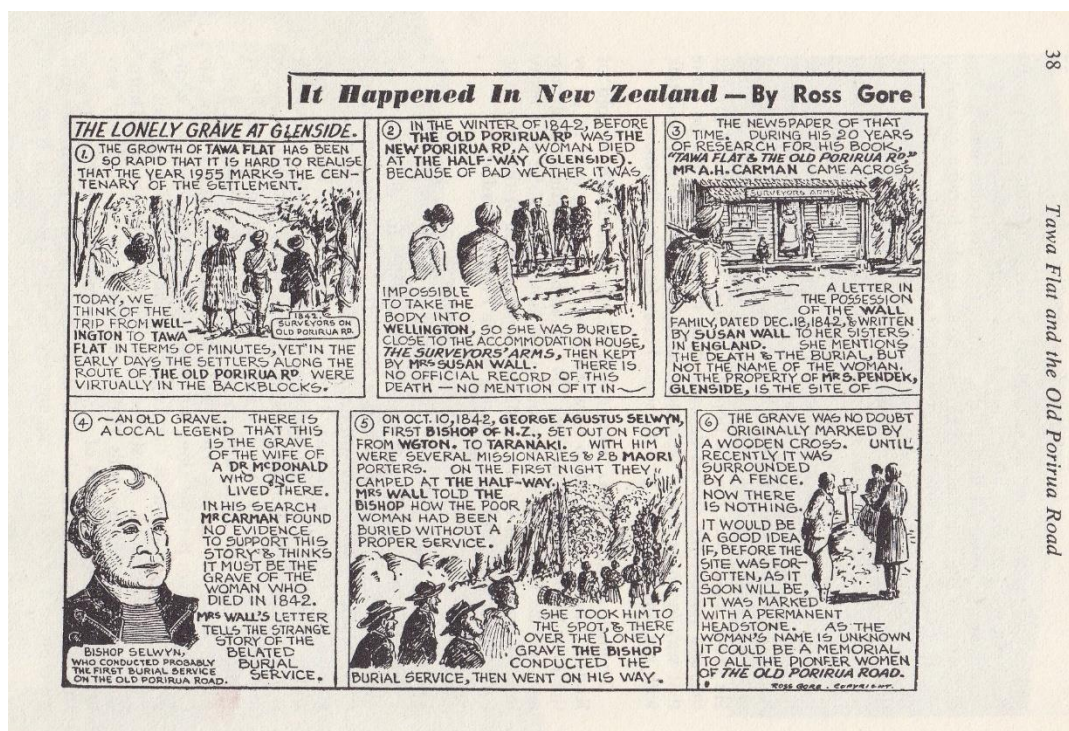 38
Tawa Flat and the Old Porirua Road
It Happened In New Zealand — By Ross Gore
THE LONELY GRAVE AT GLENSIDE.
① THE GROWTH OF TAWA FLAT HAS BEEN
SO RAPID THAT IT IS HARD TO REALISE
THAT THE YEAR 1955 MARKS THE CEN-
TENARY OF THE SETTLEMENT.
TODAY, WE
THINK OF THE
TRIP FROM WELL-
INGTON TO TAWA
FLAT IN TERMS OF MINUTES, YET IN THE
EARLY DAYS THE SETTLERS ALONG THE
ROUTE OF THE OLD PORIRUA RD WERE
VIRTUALLY IN THE BACKBLOCKS.
1842.
SURVEYORS ON
OLD PORIRUA RD.
② IN THE WINTER OF 1842, BEFORE
THE OLD PORIRUA RD WAS THE
NEW PORIRUA RD, A WOMAN DIED
AT THE HALF-WAY (GLENSIDE).
BECAUSE OF BAD WEATHER IT WAS
IMPOSSIBLE
TO TAKE THE
BODY INTO
WELLINGTON, SO SHE WAS BURIED
CLOSE TO THE ACCOMMODATION HOUSE,
THE SURVEYORS' ARMS, THEN KEPT
BY MRS SUSAN WALL. THERE IS
NO OFFICIAL RECORD OF THIS
DEATH — NO MENTION OF IT IN ~
③ THE NEWSPAPER OF THAT
TIME. DURING HIS 20 YEARS
OF RESEARCH FOR HIS BOOK,
"TAWA FLAT & THE OLD PORIRUA RD"
MR A.H. CARMAN CAME ACROSS
SURVEYORS ARMS
A LETTER IN
THE POSSESSION
OF THE WALL
FAMILY, DATED DEC. 18, 1842, & WRITTEN
BY SUSAN WALL TO HER SISTERS
IN ENGLAND. SHE MENTIONS
THE DEATH & THE BURIAL, BUT
NOT THE NAME OF THE WOMAN.
ON THE PROPERTY OF MR S. PENDEK,
GLENSIDE, IS THE SITE OF ~
④ ~ AN OLD GRAVE. THERE IS
A LOCAL LEGEND THAT THIS
IS THE GRAVE
OF THE WIFE OF
A DR McDONALD
WHO ONCE
LIVED THERE.
IN HIS SEARCH
MR CARMAN FOUND
NO EVIDENCE
TO SUPPORT THIS
STORY & THINKS
IT MUST BE THE
GRAVE OF THE
WOMAN WHO
DIED IN 1842.
MRS WALL'S LETTER
TELLS THE STRANGE
STORY OF THE
BELATED
BURIAL
SERVICE.
BISHOP SELWYN,
WHO CONDUCTED PROBABLY
THE FIRST BURIAL SERVICE
ON THE OLD PORIRUA ROAD.
⑤ ON OCT. 10, 1842, GEORGE AGUSTUS SELWYN,
FIRST BISHOP OF N.Z., SET OUT ON FOOT
FROM WGTON. TO TARANAKI. WITH HIM
WERE SEVERAL MISSIONARIES & 28 MAORI
PORTERS. ON THE FIRST NIGHT THEY
CAMPED AT THE HALF-WAY.
MRS WALL TOLD THE
BISHOP HOW THE POOR
WOMAN HAD BEEN
BURIED WITHOUT A
PROPER SERVICE.
SHE TOOK HIM TO
THE SPOT, & THERE
OVER THE LONELY
GRAVE THE BISHOP
CONDUCTED THE
BURIAL SERVICE, THEN WENT ON HIS WAY.
⑥ THE GRAVE WAS NO DOUBT
ORIGINALLY MARKED BY
A WOODEN CROSS. UNTIL
RECENTLY IT WAS
SURROUNDED
BY A FENCE.
NOW THERE
IS NOTHING.
IT WOULD BE
A GOOD IDEA
IF, BEFORE THE
SITE WAS FOR-
GOTTEN, AS IT
SOON WILL BE,
IT WAS MARKED
WITH A PERMANENT
HEADSTONE. AS THE
WOMAN'S NAME IS UNKNOWN
IT COULD BE A MEMORIAL
TO ALL THE PIONEER WOMEN
OF THE OLD PORIRUA ROAD.
ROSS GORE. COPYRIGHT.